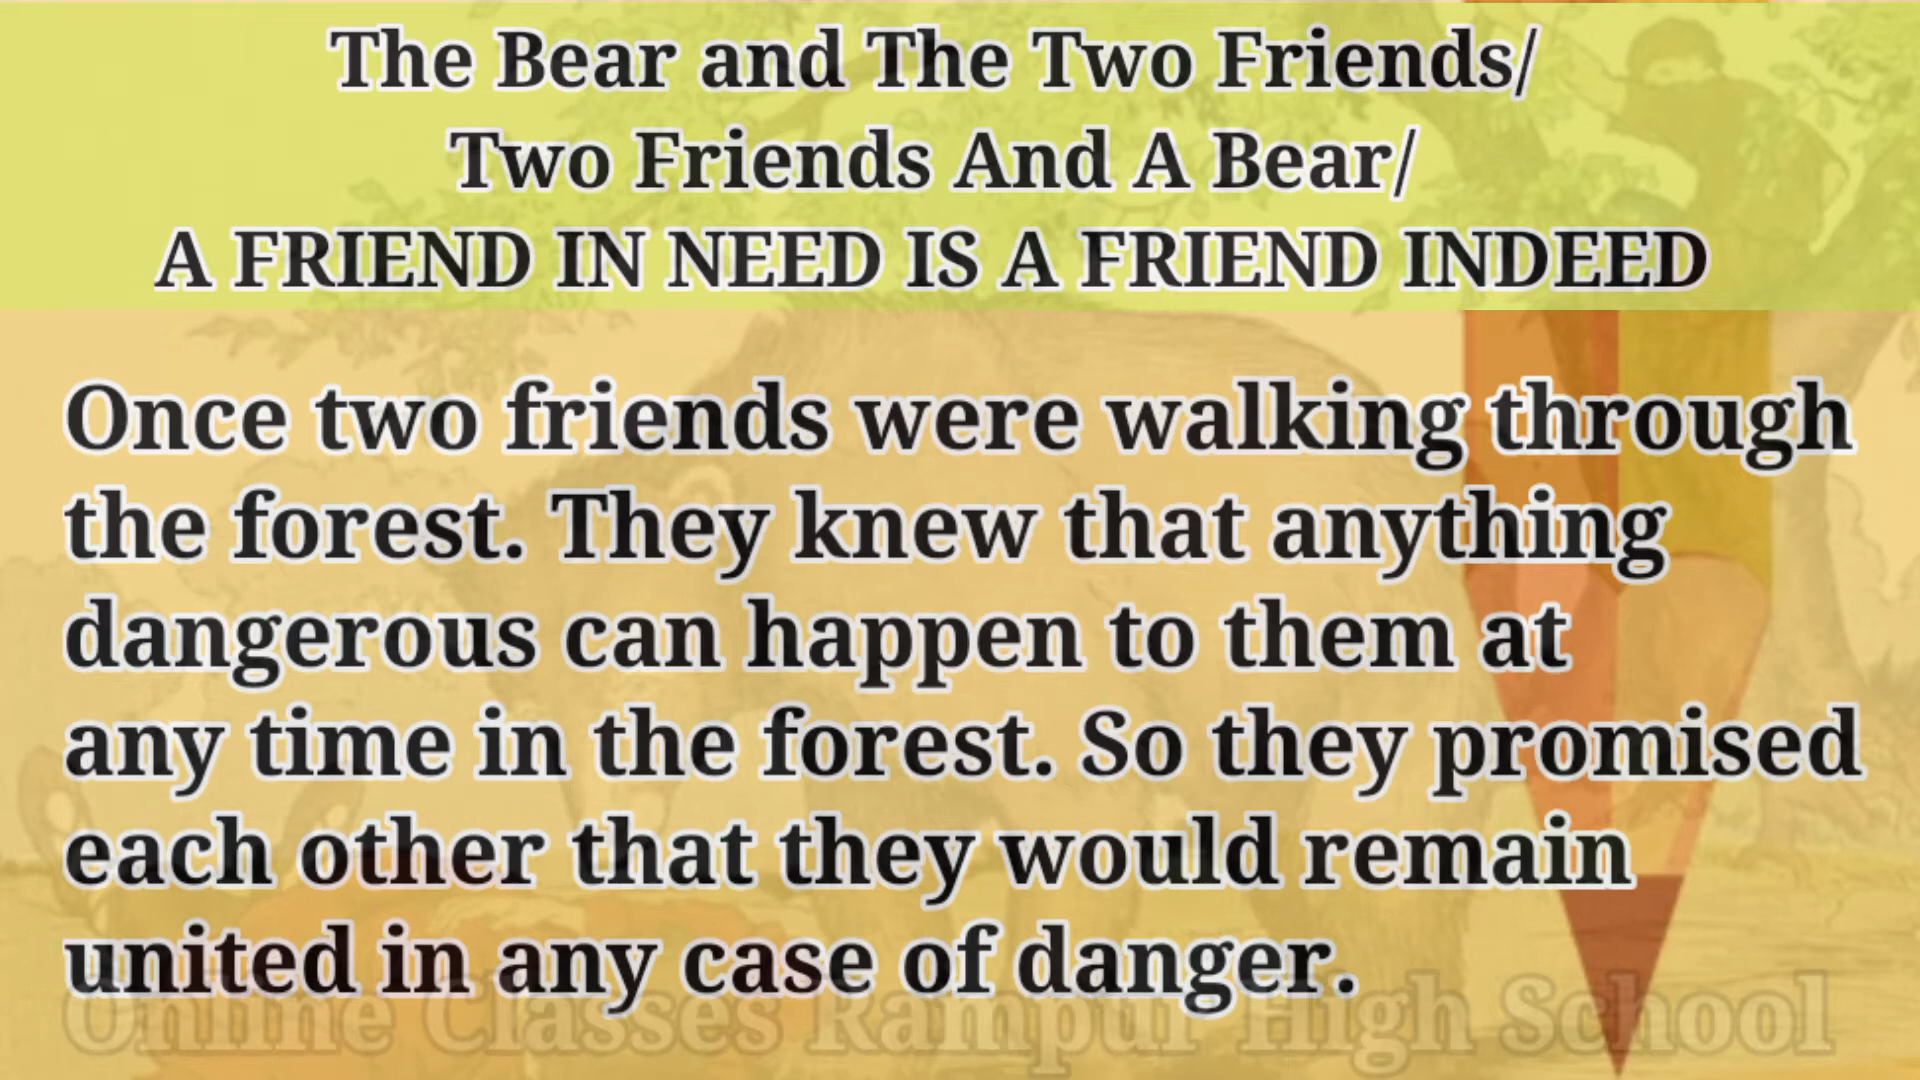 The Bear and The Two Friends/
Two Friends And A Bear/
A FRIEND IN NEED IS A FRIEND INDEED
Once two friends were walking through
the forest. They knew that anything
dangerous can happen to them at
any time in the forest. So they promised
each other that they would remain
united in any case of danger.
Online Classes Rampur High School